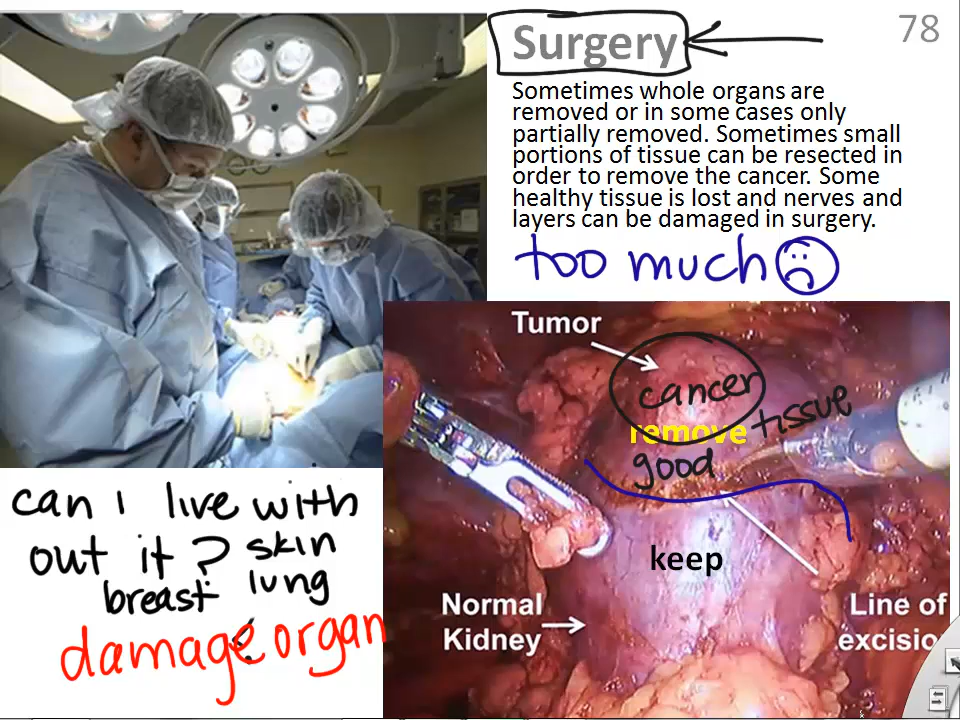 78
Surgery
Sometimes whole organs are
removed or in some cases only
partially removed. Sometimes small
portions of tissue can be resected in
order to remove the cancer. Some
healthy tissue is lost and nerves and
layers can be damaged in surgery.
too much
Tumor
cancer
remove tissue
good
keep
Normal
Kidney
Line of
excision
can I live with
out it? skin
breast lung
damage organ